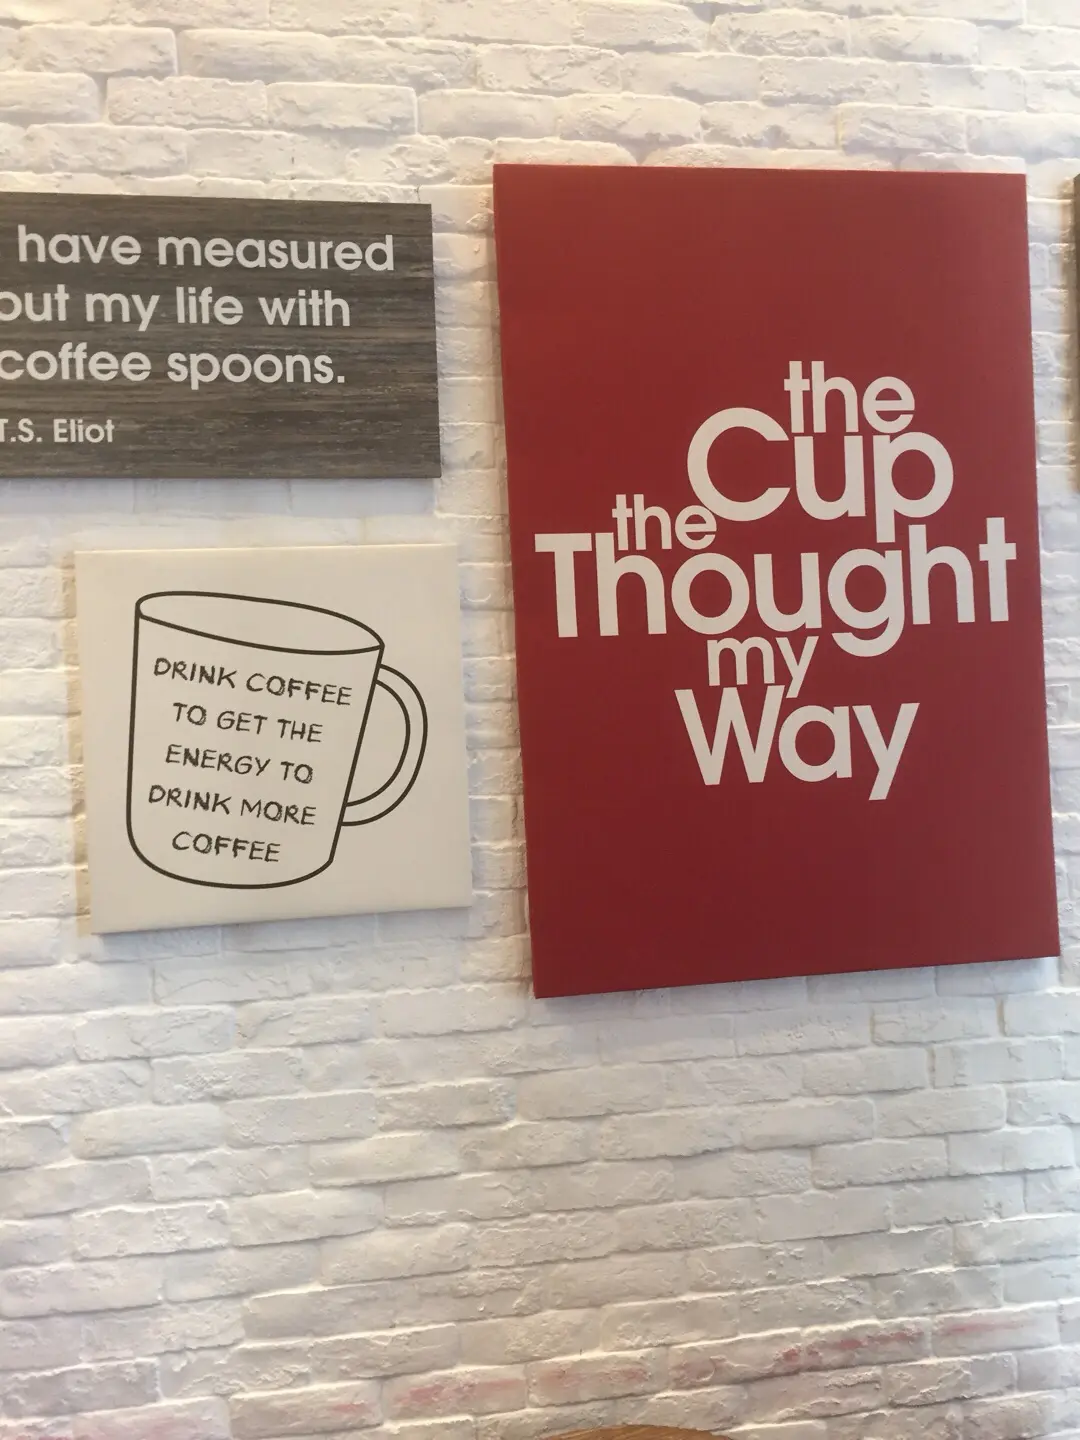 have measured
out my life with
coffee spoons.
T.S. Eliot
DRINK COFFEE
TO GET THE
ENERGY TO
DRINK MORE
COFFEE
the
Cup
the
Thought
my
Way